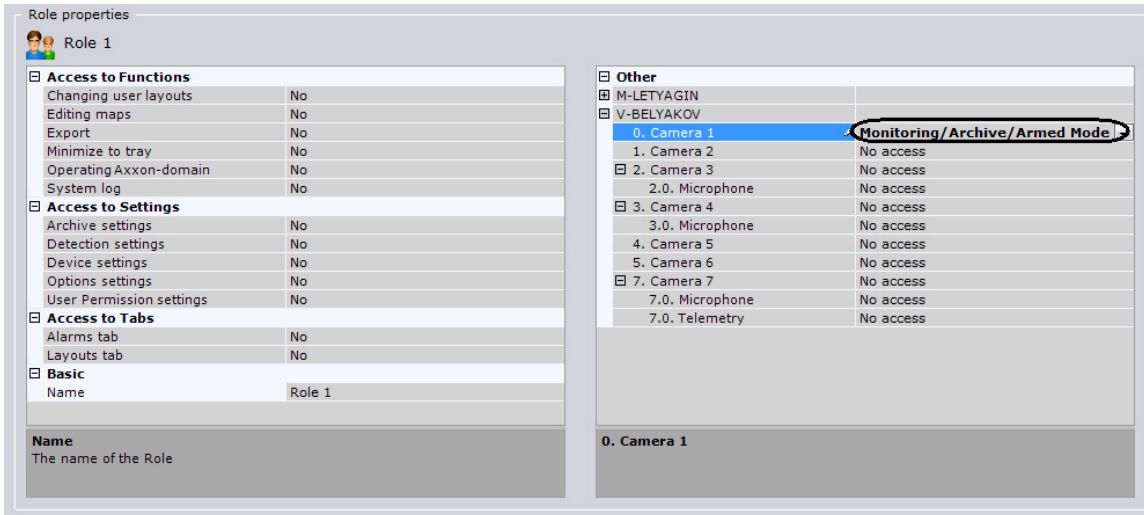 Role properties
Role 1
Access to Functions
Changing user layouts No
Editing maps No
Export No
Minimize to tray No
Operating Axxon-domain No
System log No
Access to Settings
Archive settings No
Detection settings No
Device settings No
Options settings No
User Permission settings No
Access to Tabs
Alarms tab No
Layouts tab No
Basic
Name Role 1
Name
The name of the Role
Other
M-LETYAGIN
V-BELYAKOV
0. Camera 1 Monitoring/Archive/Armed Mode
1. Camera 2 No access
2. Camera 3 No access
2.0. Microphone No access
3. Camera 4 No access
3.0. Microphone No access
4. Camera 5 No access
5. Camera 6 No access
7. Camera 7 No access
7.0. Microphone No access
7.0. Telemetry No access
0. Camera 1